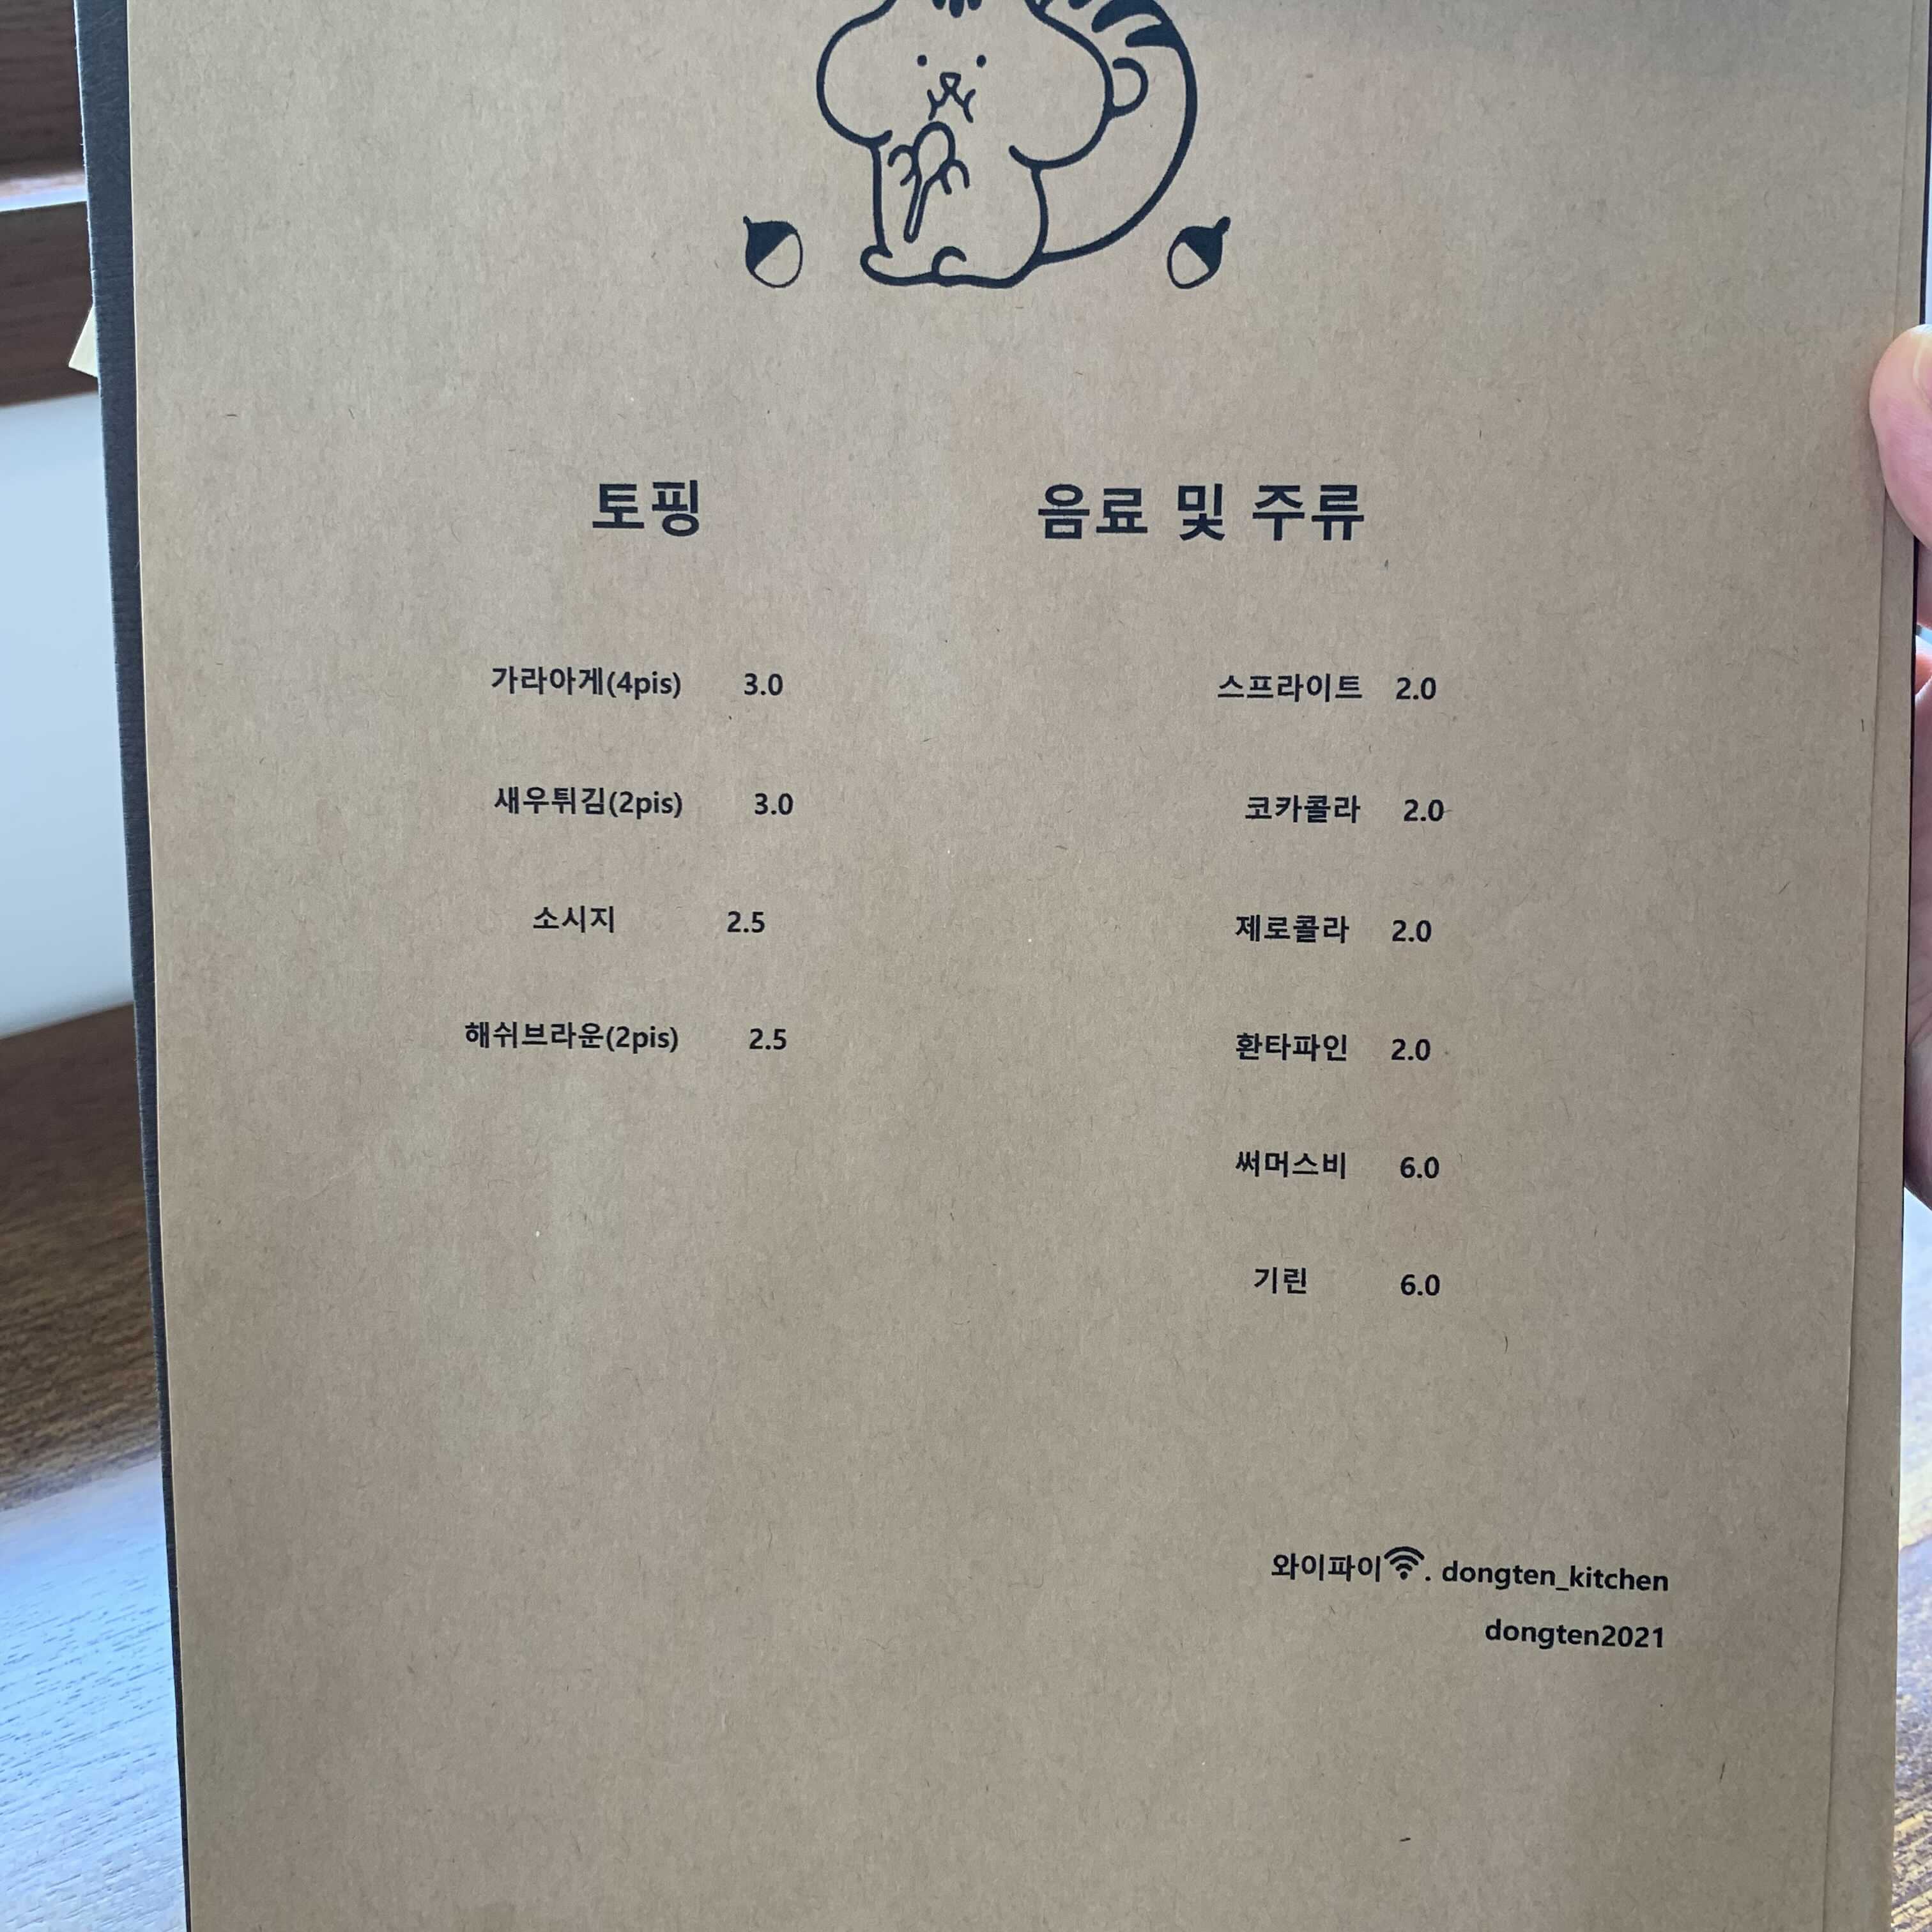 토핑
가라아게(4pis) 3.0
새우튀김(2pis) 3.0
소시지 2.5
해쉬브라운(2pis) 2.5
음료 및 주류
스프라이트 2.0
코카콜라 2.0
제로콜라 2.0
환타파인 2.0
써머스비 6.0
기린 6.0
와이파이 . dongten_kitchen
dongten2021